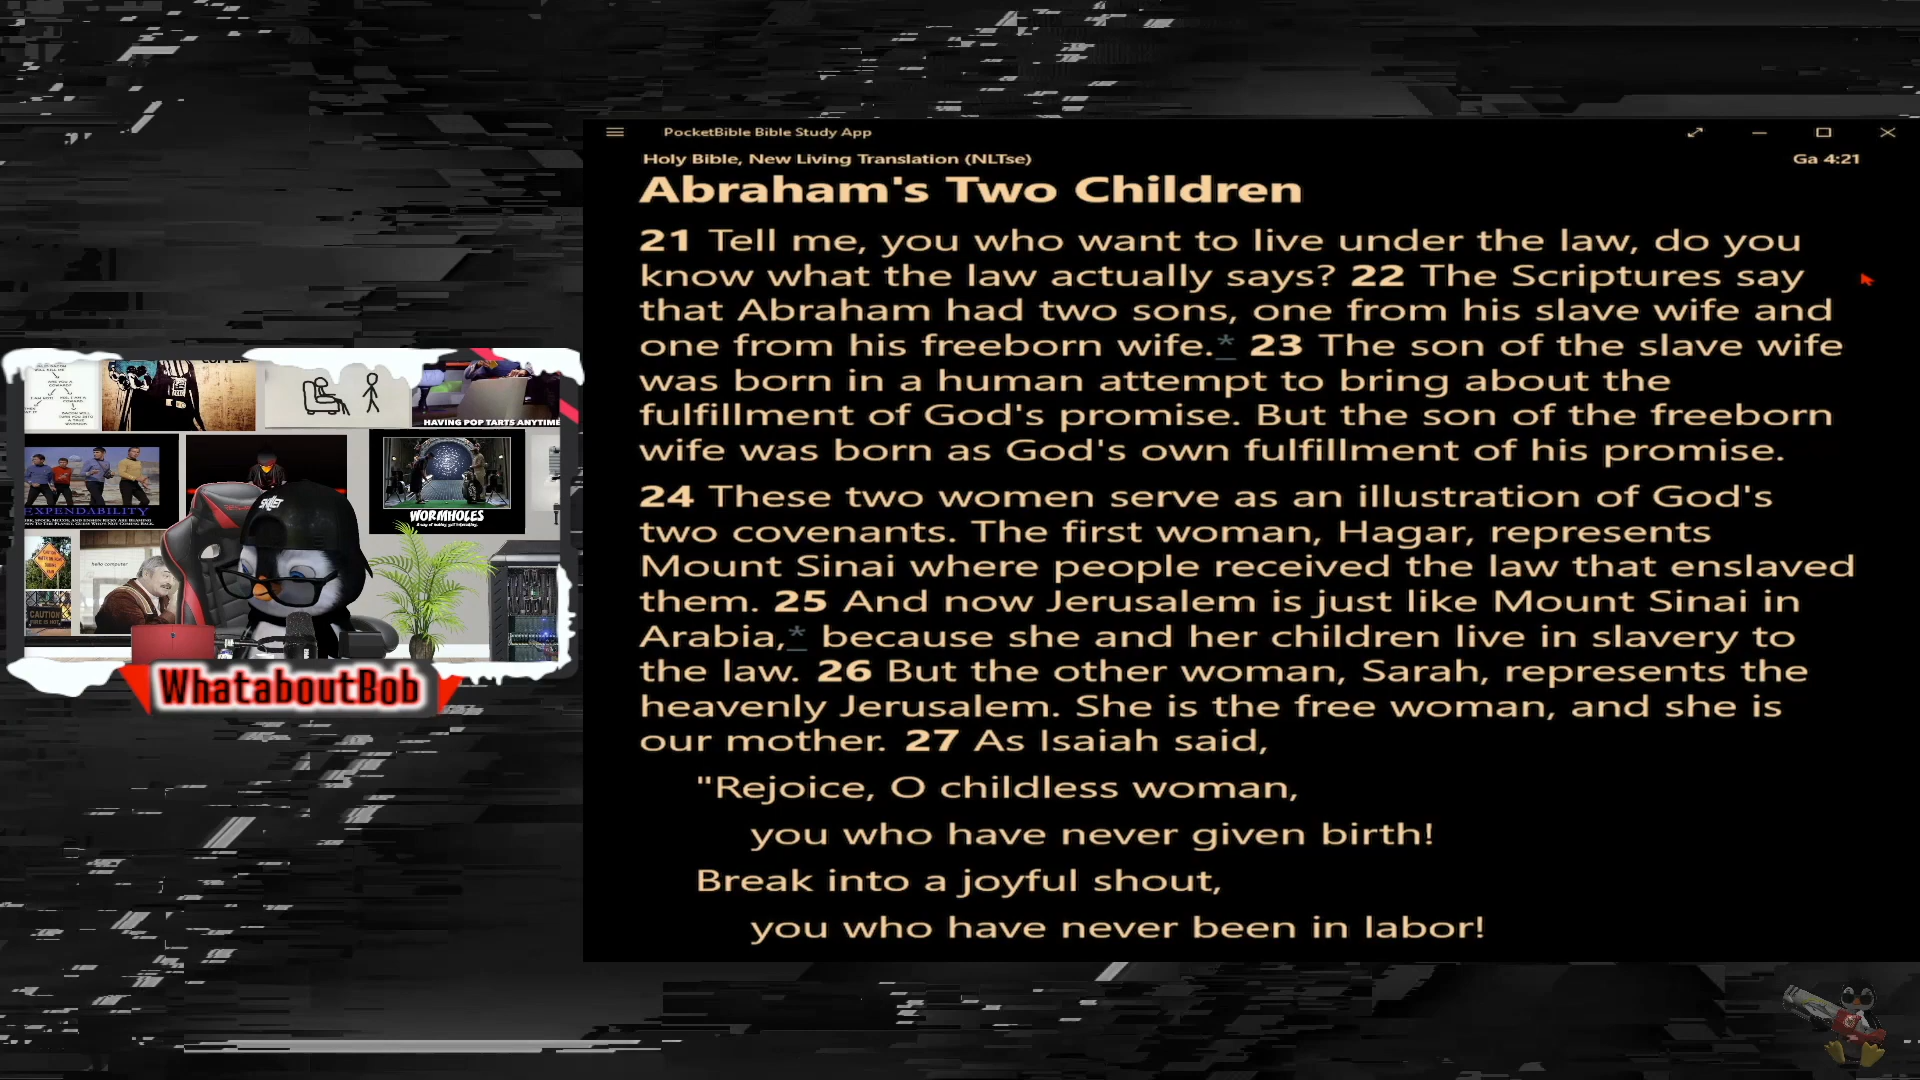 PocketBible Bible Study App
Holy Bible, New Living Translation (NLTse)
Ga 4:21
Abraham's Two Children
21 Tell me, you who want to live under the law, do you
know what the law actually says? 22 The Scriptures say
that Abraham had two sons, one from his slave wife and
one from his freeborn wife.* 23 The son of the slave wife
was born in a human attempt to bring about the
fulfillment of God's promise. But the son of the freeborn
wife was born as God's own fulfillment of his promise.
24 These two women serve as an illustration of God's
two covenants. The first woman, Hagar, represents
Mount Sinai where people received the law that enslaved
them. 25 And now Jerusalem is just like Mount Sinai in
Arabia,* because she and her children live in slavery to
the law. 26 But the other woman, Sarah, represents the
heavenly Jerusalem. She is the free woman, and she is
our mother. 27 As Isaiah said,
"Rejoice, O childless woman,
you who have never given birth!
Break into a joyful shout,
you who have never been in labor!
HAVING POP TARTS ANYTIME
EXPENDABILITY
WORMHOLES
hello computer
CAUTION
WhataboutBob